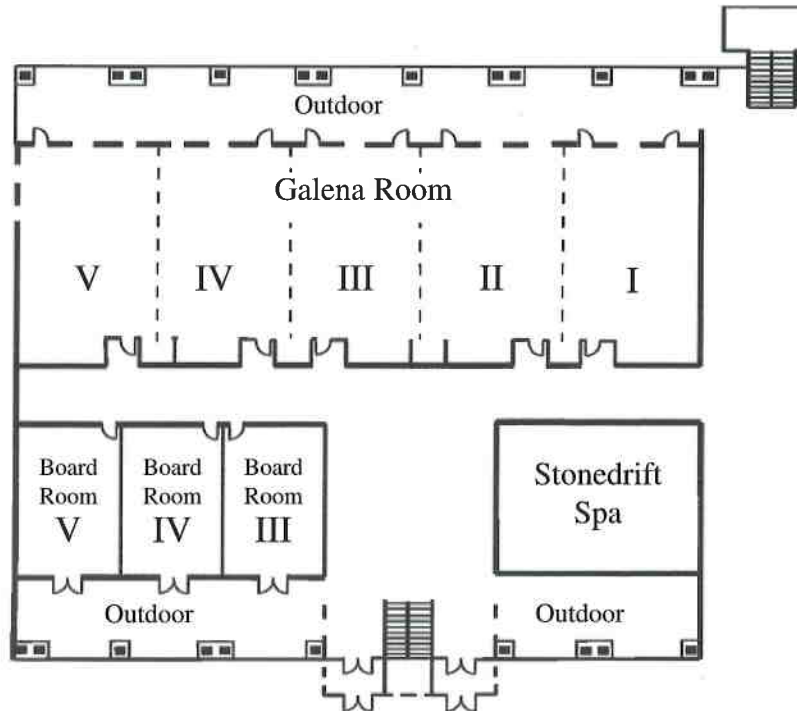 Outdoor
Galena Room
V
IV
III
II
I
Board
Room
V
Board
Room
IV
Board
Room
III
Stonedrift
Spa
Outdoor
Outdoor